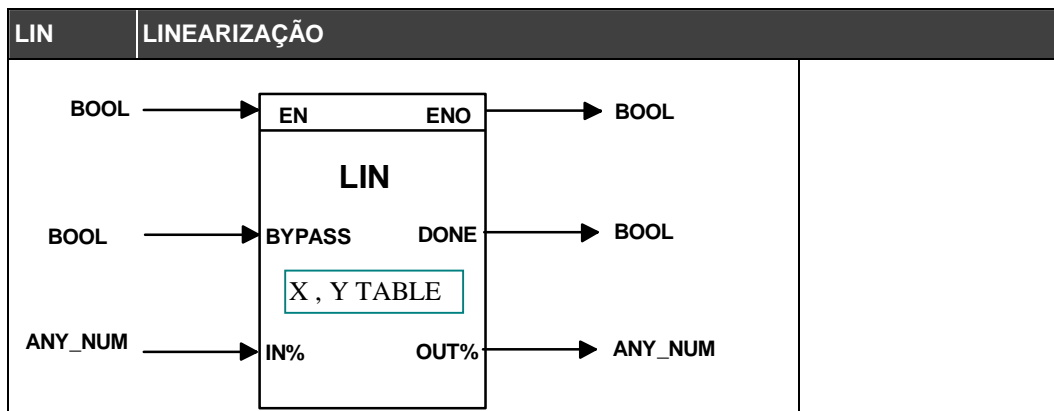 LIN LINEARIZAÇÃO
BOOL EN ENO BOOL
LIN
BOOL BYPASS DONE BOOL
X , Y TABLE
ANY_NUM IN% OUT% ANY_NUM